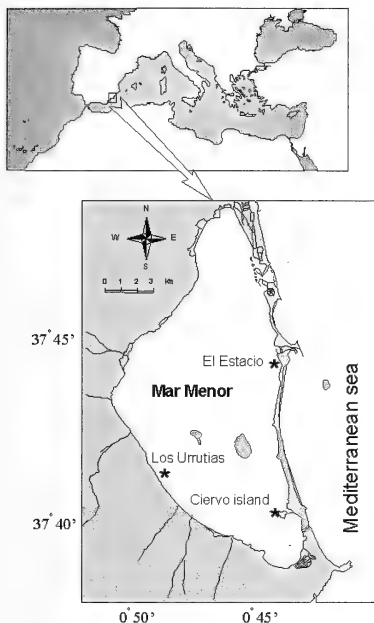 N
W E
S
0 1 2 3 Km
37°45'
El Estacio
Mar Menor
Mediterranean sea
Los Urrutias
Ciervo island
37°40'
0°50' 0°45'